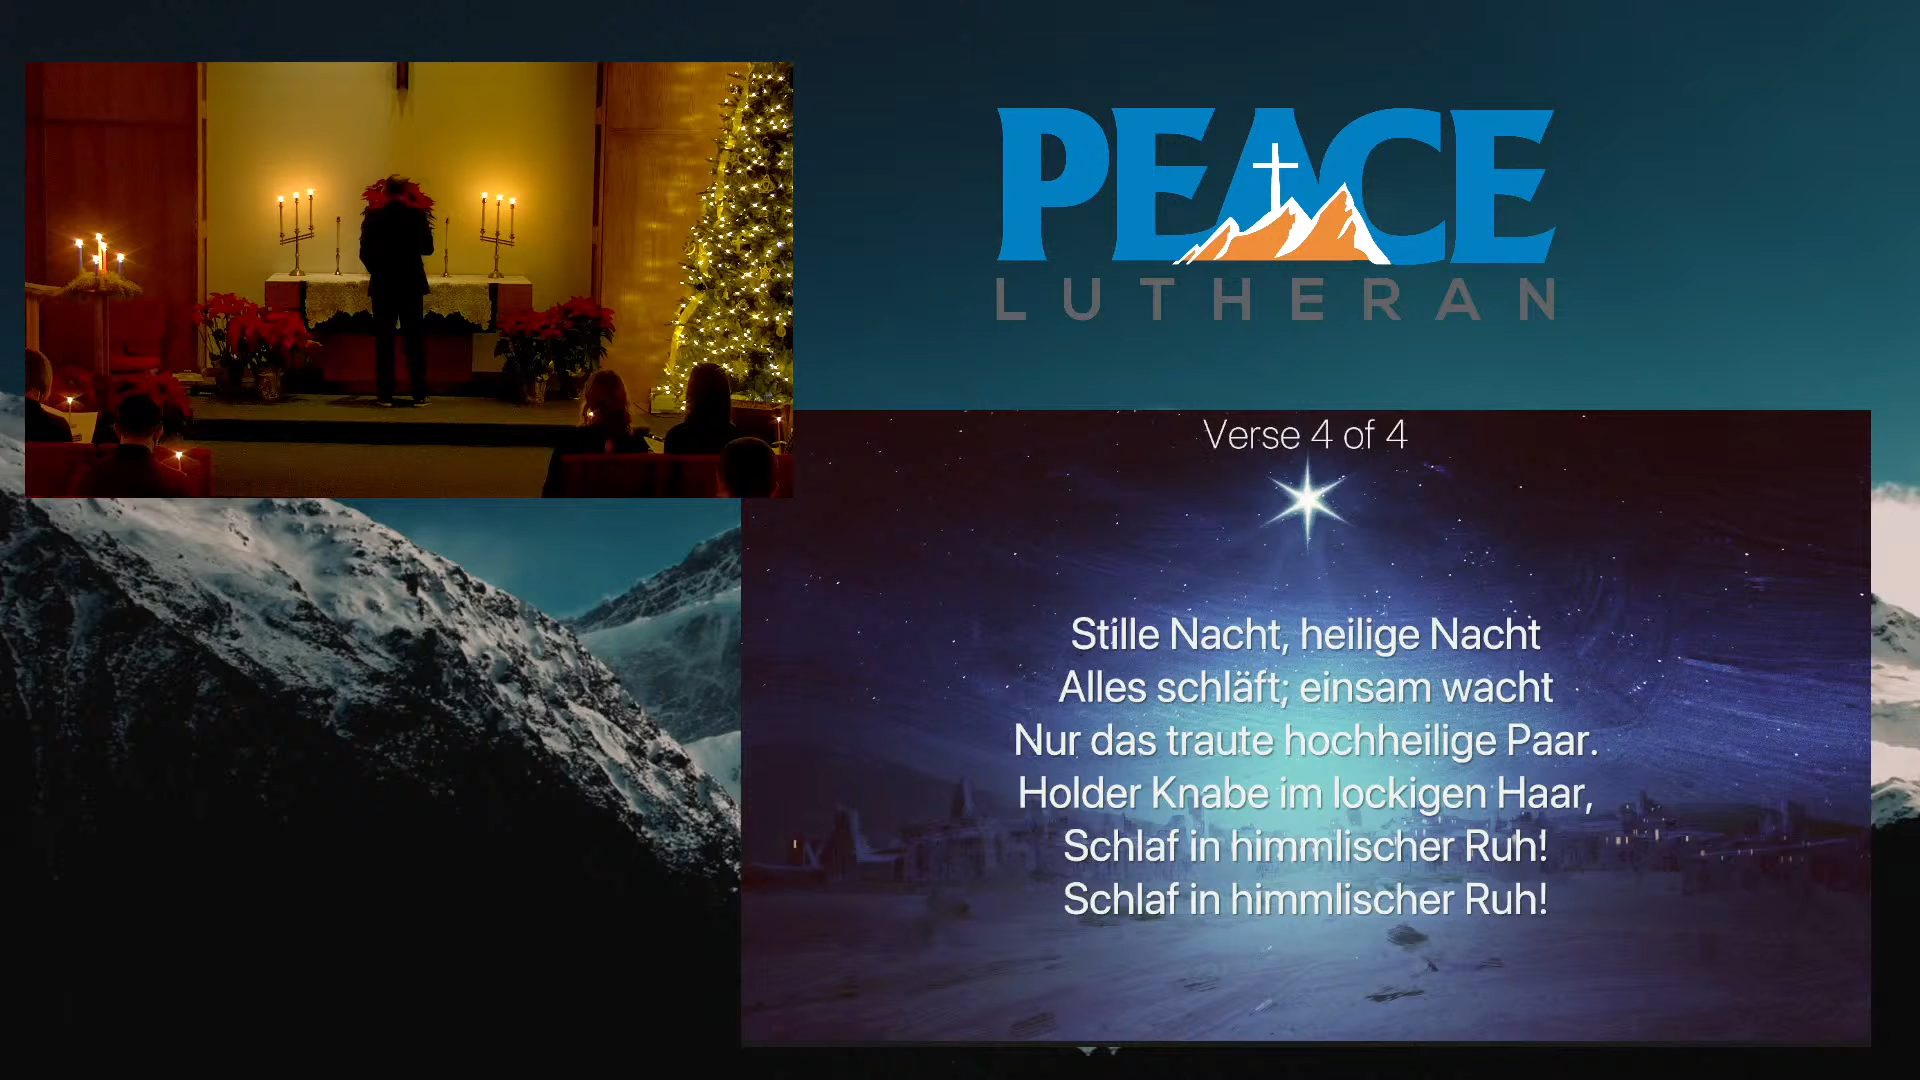 PEACE
LUTHERAN
Verse 4 of 4
Stille Nacht, heilige Nacht
Alles schläft; einsam wacht
Nur das traute hochheilige Paar.
Holder Knabe im lockigen Haar,
Schlaf in himmlischer Ruh!
Schlaf in himmlischer Ruh!